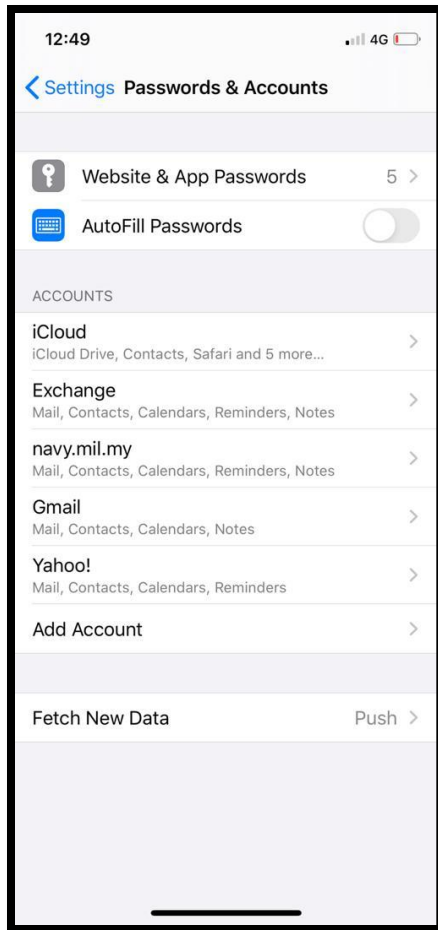 12:49 4G
Settings Passwords & Accounts
Website & App Passwords 5
AutoFill Passwords
ACCOUNTS
iCloud
iCloud Drive, Contacts, Safari and 5 more...
Exchange
Mail, Contacts, Calendars, Reminders, Notes
navy.mil.my
Mail, Contacts, Calendars, Reminders, Notes
Gmail
Mail, Contacts, Calendars, Notes
Yahoo!
Mail, Contacts, Calendars, Reminders
Add Account
Fetch New Data Push